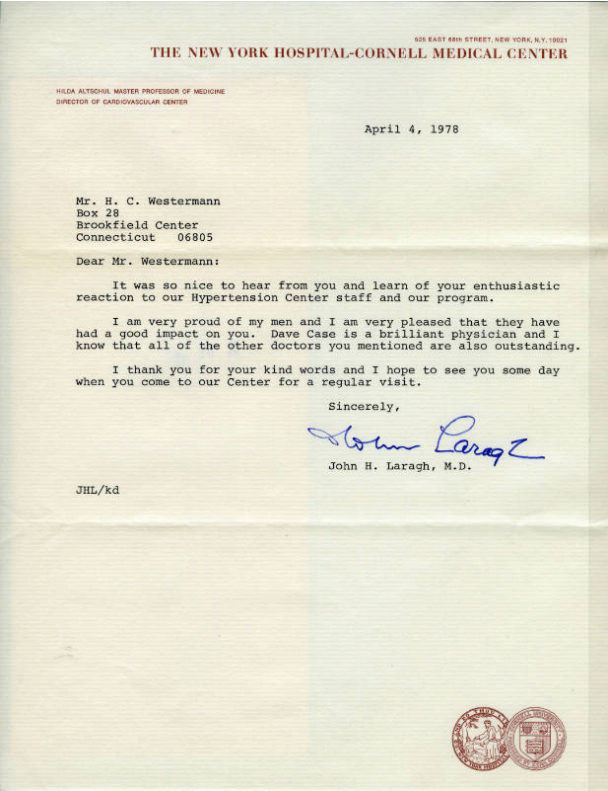 525 EAST 68th STREET, NEW YORK, N.Y. 10021
THE NEW YORK HOSPITAL-CORNELL MEDICAL CENTER
HILDA ALTSCHUL MASTER PROFESSOR OF MEDICINE
DIRECTOR OF CARDIOVASCULAR CENTER
April 4, 1978
Mr. H. C. Westermann
Box 28
Brookfield Center
Connecticut 06805
Dear Mr. Westermann:
It was so nice to hear from you and learn of your enthusiastic
reaction to our Hypertension Center staff and our program.
I am very proud of my men and I am very pleased that they have
had a good impact on you. Dave Case is a brilliant physician and I
know that all of the other doctors you mentioned are also outstanding.
I thank you for your kind words and I hope to see you some day
when you come to our Center for a regular visit.
Sincerely,
John Laragh
John H. Laragh, M.D.
JHL/kd